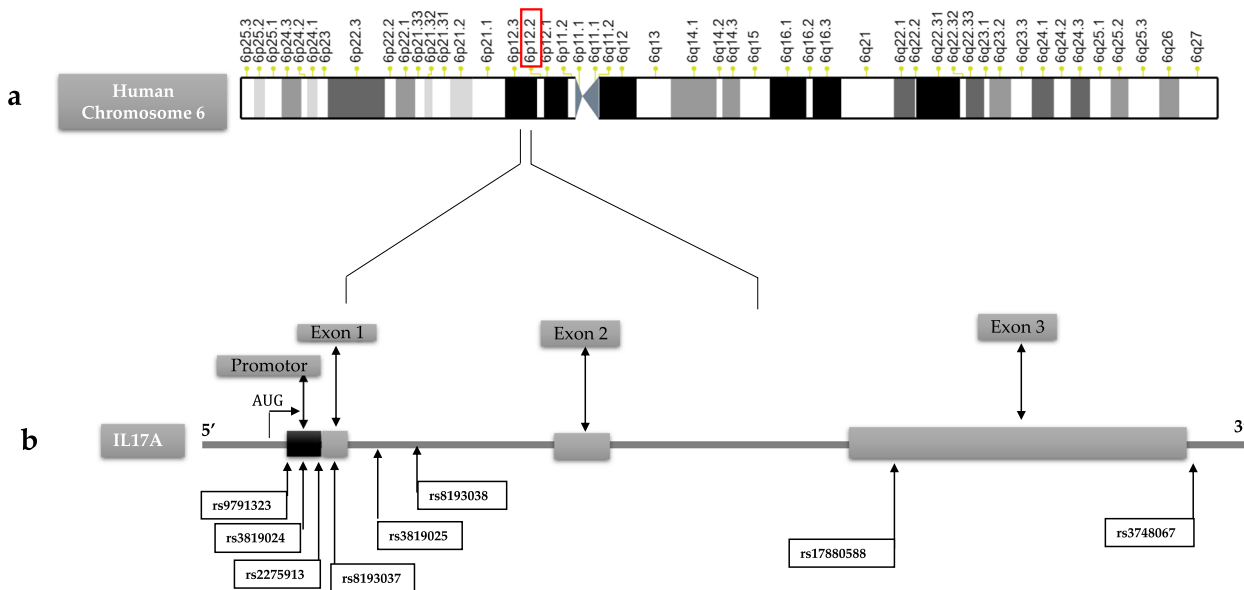 6p25.3
6p25.2
6p25.1
6p24.3
6p24.2
6p24.1
6p23
6p22.3
6p22.2
6p22.1
6p21.33
6p21.32
6p21.31
6p21.2
6p21.1
6p12.3
6p12.2
6p12.1
6p11.2
6p11.1
6q11.1
6q11.2
6q12
6q13
6q14.1
6q14.2
6q14.3
6q15
6q16.1
6q16.2
6q16.3
6q21
6q22.1
6q22.2
6q22.31
6q22.32
6q22.33
6q23.1
6q23.2
6q23.3
6q24.1
6q24.2
6q24.3
6q25.1
6q25.2
6q25.3
6q26
6q27
a
Human
Chromosome 6
Exon 1
Exon 2
Exon 3
Promotor
AUG
b
IL17A
5′
3
rs9791323
rs3819024
rs2275913
rs8193037
rs3819025
rs8193038
rs17880588
rs3748067